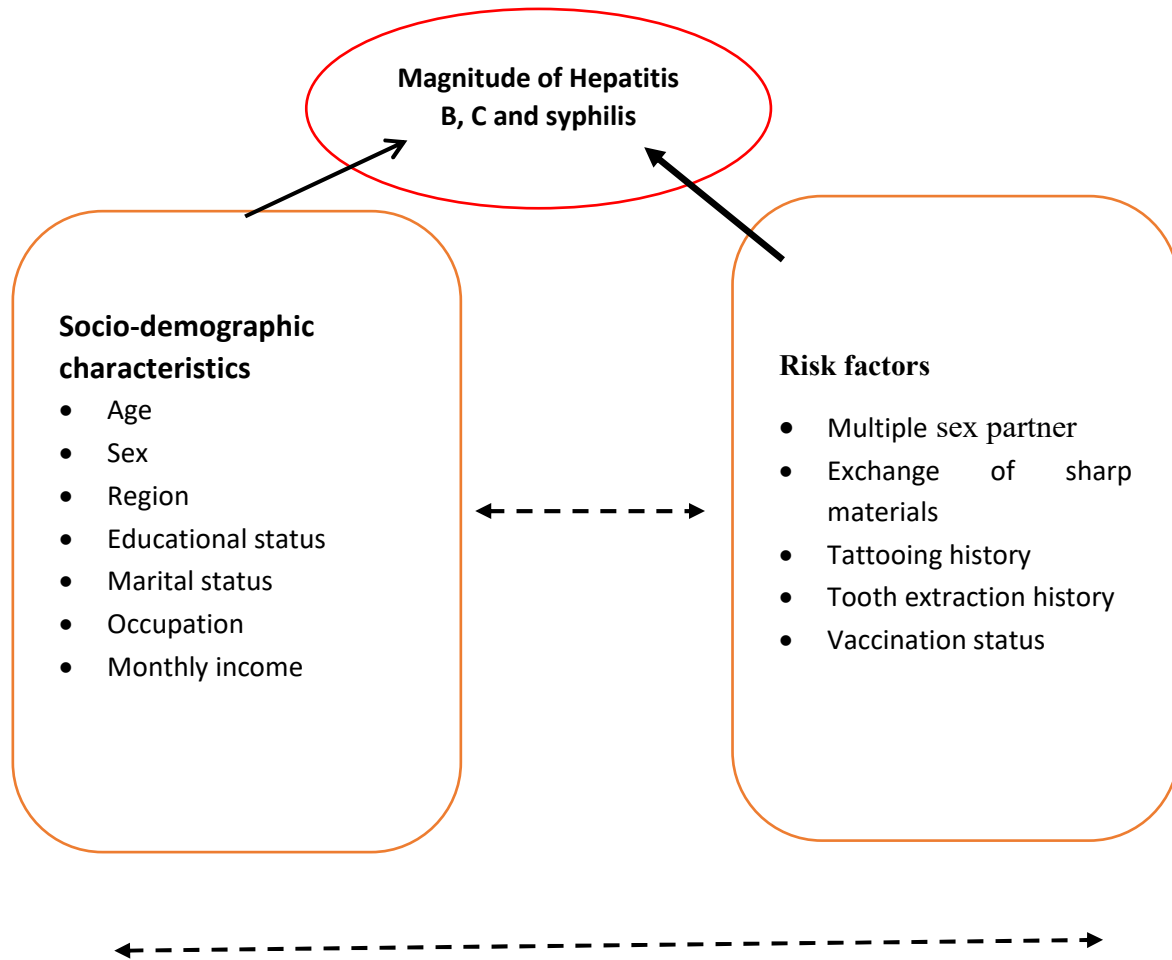 Magnitude of Hepatitis
B, C and syphilis
Socio-demographic
characteristics
• Age
• Sex
• Region
• Educational status
• Marital status
• Occupation
• Monthly income
Risk factors
• Multiple sex partner
• Exchange of sharp
materials
• Tattooing history
• Tooth extraction history
• Vaccination status